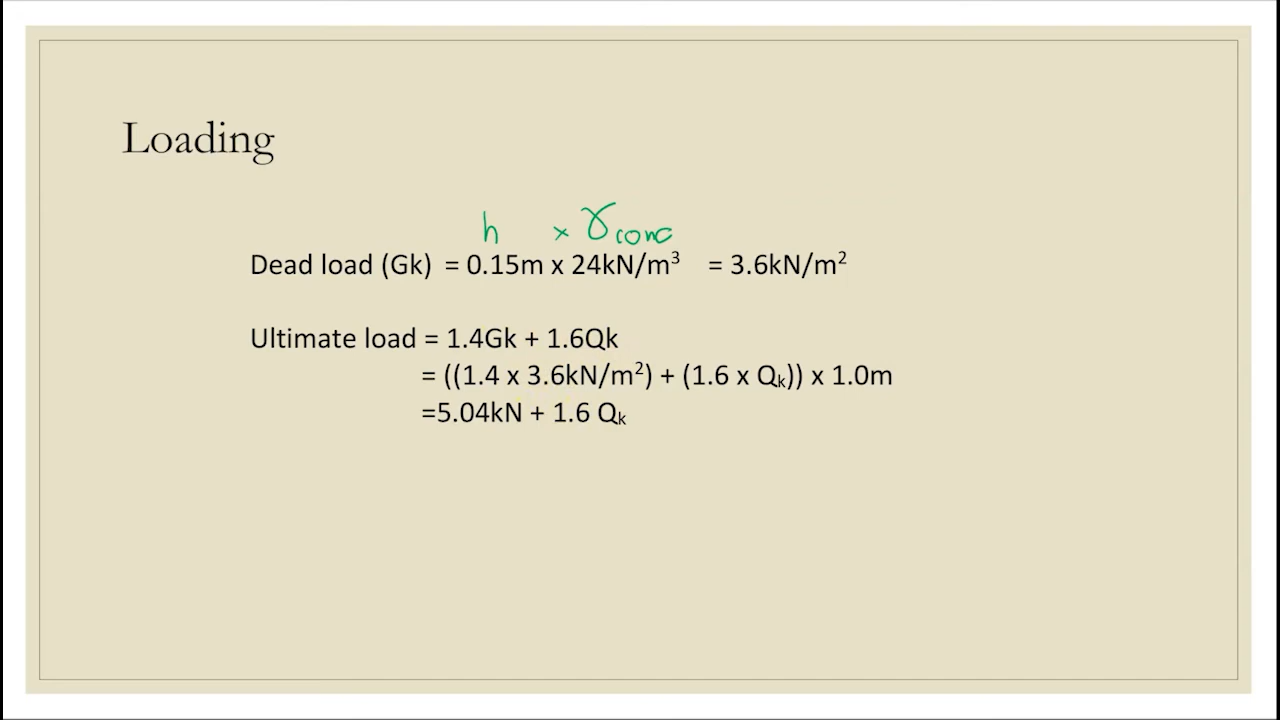 Loading
h × γconc
Dead load (Gk) = 0.15m x 24kN/m³ = 3.6kN/m²
Ultimate load = 1.4Gk + 1.6Qk
= ((1.4 x 3.6kN/m²) + (1.6 x Qₖ)) x 1.0m
=5.04kN + 1.6 Qₖ